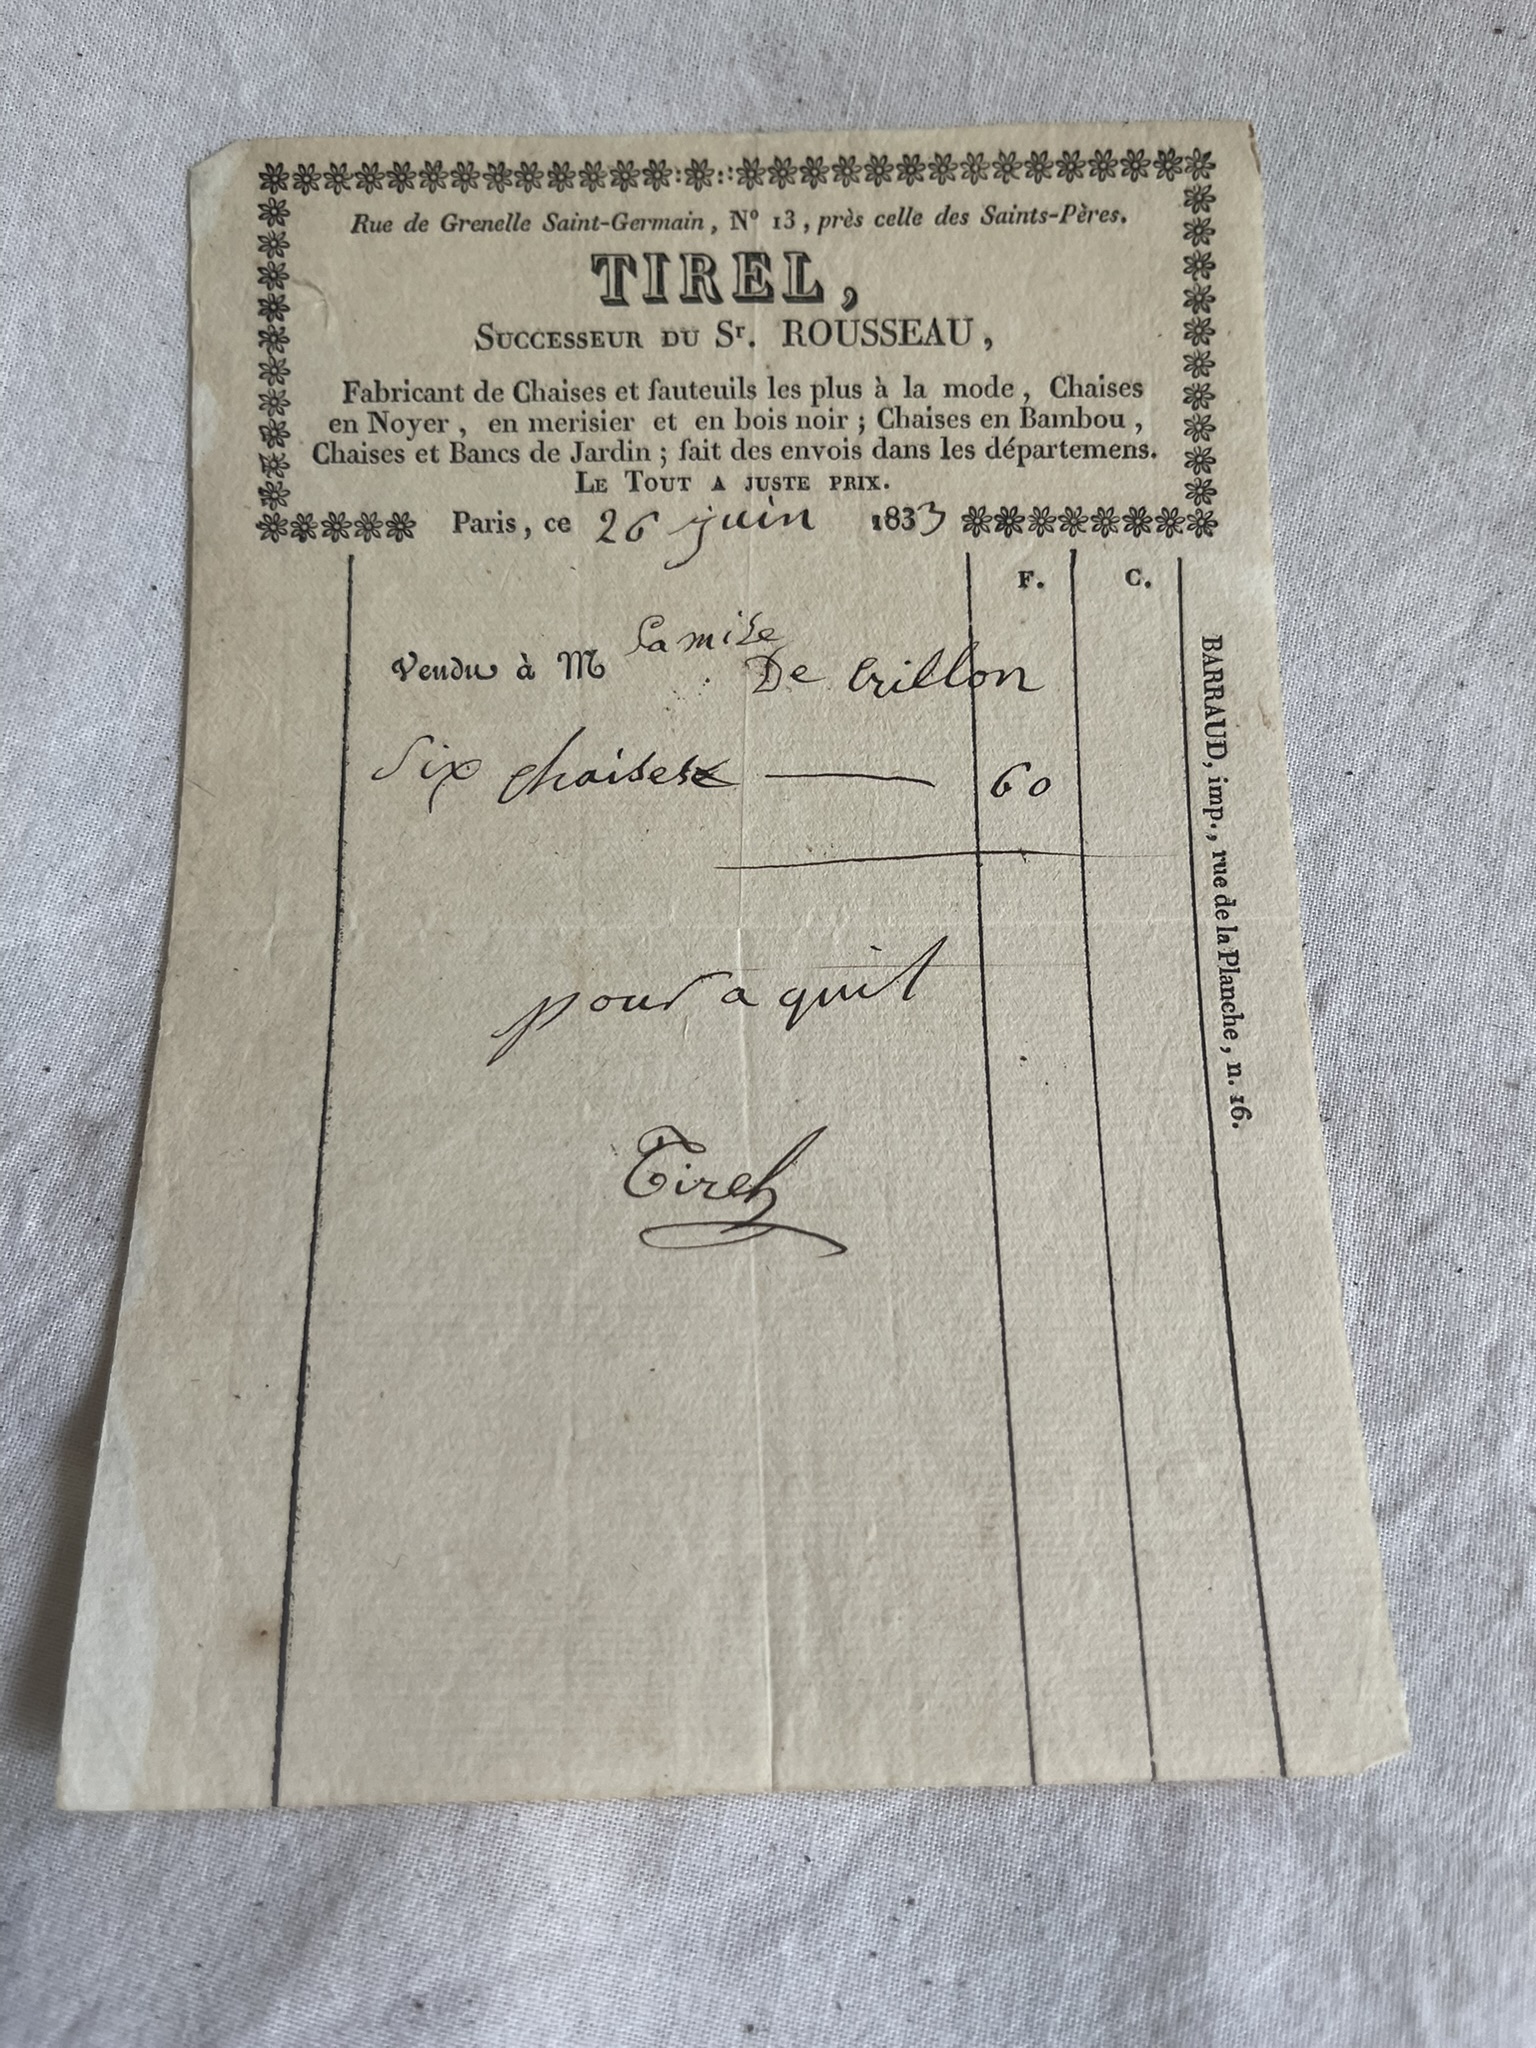 Rue de Grenelle Saint-Germain, N° 13, près celle des Saints-Pères.
TIREL,
SUCCESSEUR DU Sr. ROUSSEAU,
Fabricant de Chaises et fauteuils les plus à la mode, Chaises
en Noyer, en merisier et en bois noir; Chaises en Bambou,
Chaises et Bancs de Jardin; fait des envois dans les départemens.
LE TOUT A JUSTE PRIX.
Paris, ce 26 juin 1833
F. C.
Camile
Vendu à M De Crillon
Six chaises 60
pour aquit
Tirel
BARRAUD, imp., rue de la Planche, n. 16.